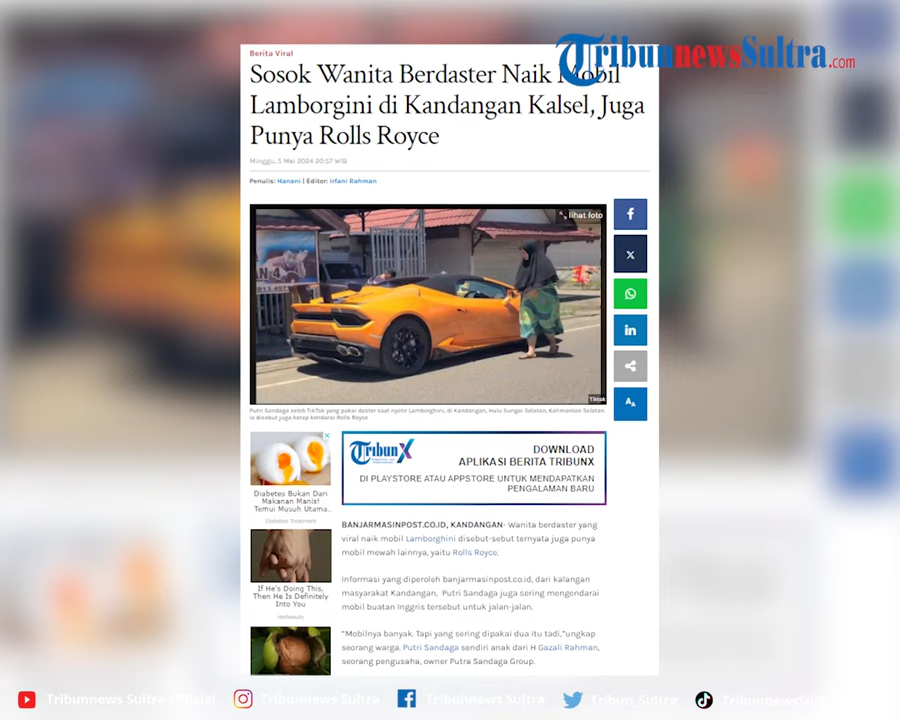 TribunnewsSultra.com
Berita Viral
Sosok Wanita Berdaster Naik Mobil
Lamborgini di Kandangan Kalsel, Juga
Punya Rolls Royce
Minggu, 5 Mei 2024 20:57 WIB
Penulis: Hanani | Editor: Irfani Rahman
lihat foto
Tiktok
Putri Sandaga seleb TikTok yang pakai daster saat nyetor Lamborghini, di Kandangan, Hulu Sungai Selatan, Kalimantan Selatan.
Ia disebut juga kerap kendarai Rolls Royce
TribunX
DOWNLOAD
APLIKASI BERITA TRIBUNX
DI PLAYSTORE ATAU APPSTORE UNTUK MENDAPATKAN
PENGALAMAN BARU
Diabetes Bukan Dari
Makanan Manis!
Temui Musuh Utama..
Diabetes Treatment
If He's Doing This,
Then He Is Definitely
Into You
Herbeauty
BANJARMASINPOST.CO.ID, KANDANGAN- Wanita berdaster yang
viral naik mobil Lamborghini disebut-sebut ternyata juga punya
mobil mewah lainnya, yaitu Rolls Royce.
Informasi yang diperoleh banjarmasinpost.co.id, dari kalangan
masyarakat Kandangan, Putri Sandaga juga sering mengendarai
mobil buatan Inggris tersebut untuk jalan-jalan.
"Mobilnya banyak. Tapi yang sering dipakai dua itu tadi,"ungkap
seorang warga. Putri Sandaga sendiri anak dari H Gazali Rahman,
seorang pengusaha, owner Putra Sandaga Group.
Tribunnews Sultra Official
Tribunnews Sultra
Tribunnews Sultra
Tribun_Sultra